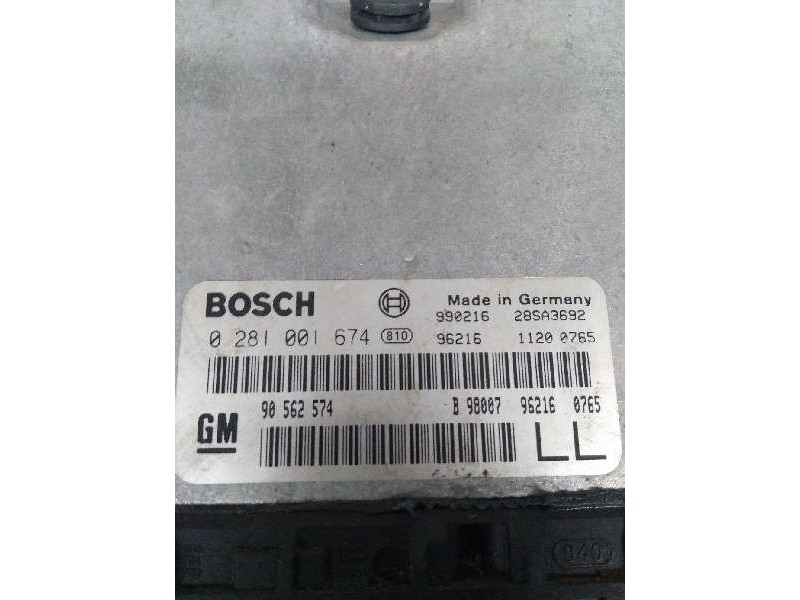 BOSCH Made in Germany
990216 28SA3692
0 281 001 674 810 96216 1120 0765
90 562 574 B 98007 96216 0765
GM LL
040